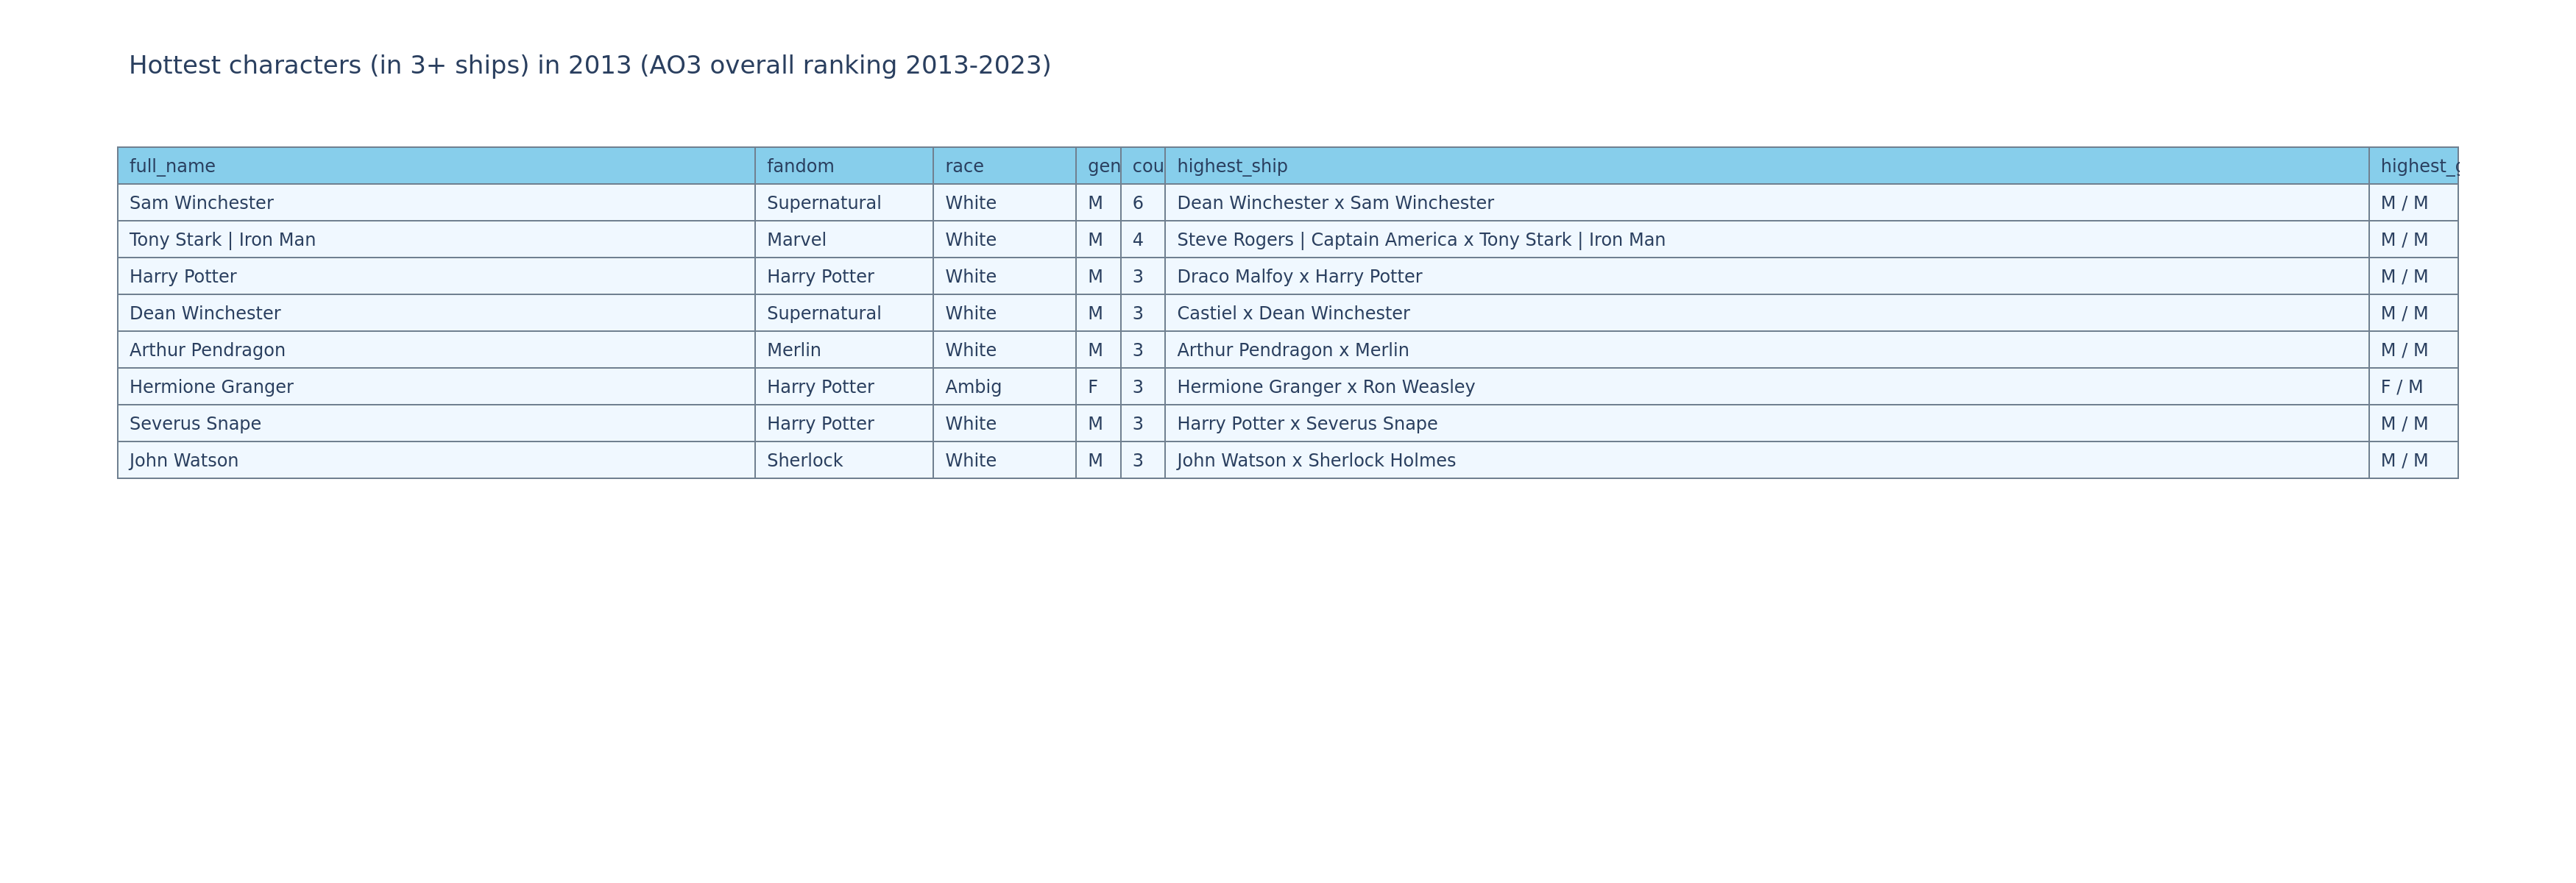 Hottest characters (in 3+ ships) in 2013 (AO3 overall ranking 2013-2023)
full_name fandom race gen cou highest_ship highest_g
Sam Winchester Supernatural White M 6 Dean Winchester x Sam Winchester M / M
Tony Stark | Iron Man Marvel White M 4 Steve Rogers | Captain America x Tony Stark | Iron Man M / M
Harry Potter Harry Potter White M 3 Draco Malfoy x Harry Potter M / M
Dean Winchester Supernatural White M 3 Castiel x Dean Winchester M / M
Arthur Pendragon Merlin White M 3 Arthur Pendragon x Merlin M / M
Hermione Granger Harry Potter Ambig F 3 Hermione Granger x Ron Weasley F / M
Severus Snape Harry Potter White M 3 Harry Potter x Severus Snape M / M
John Watson Sherlock White M 3 John Watson x Sherlock Holmes M / M